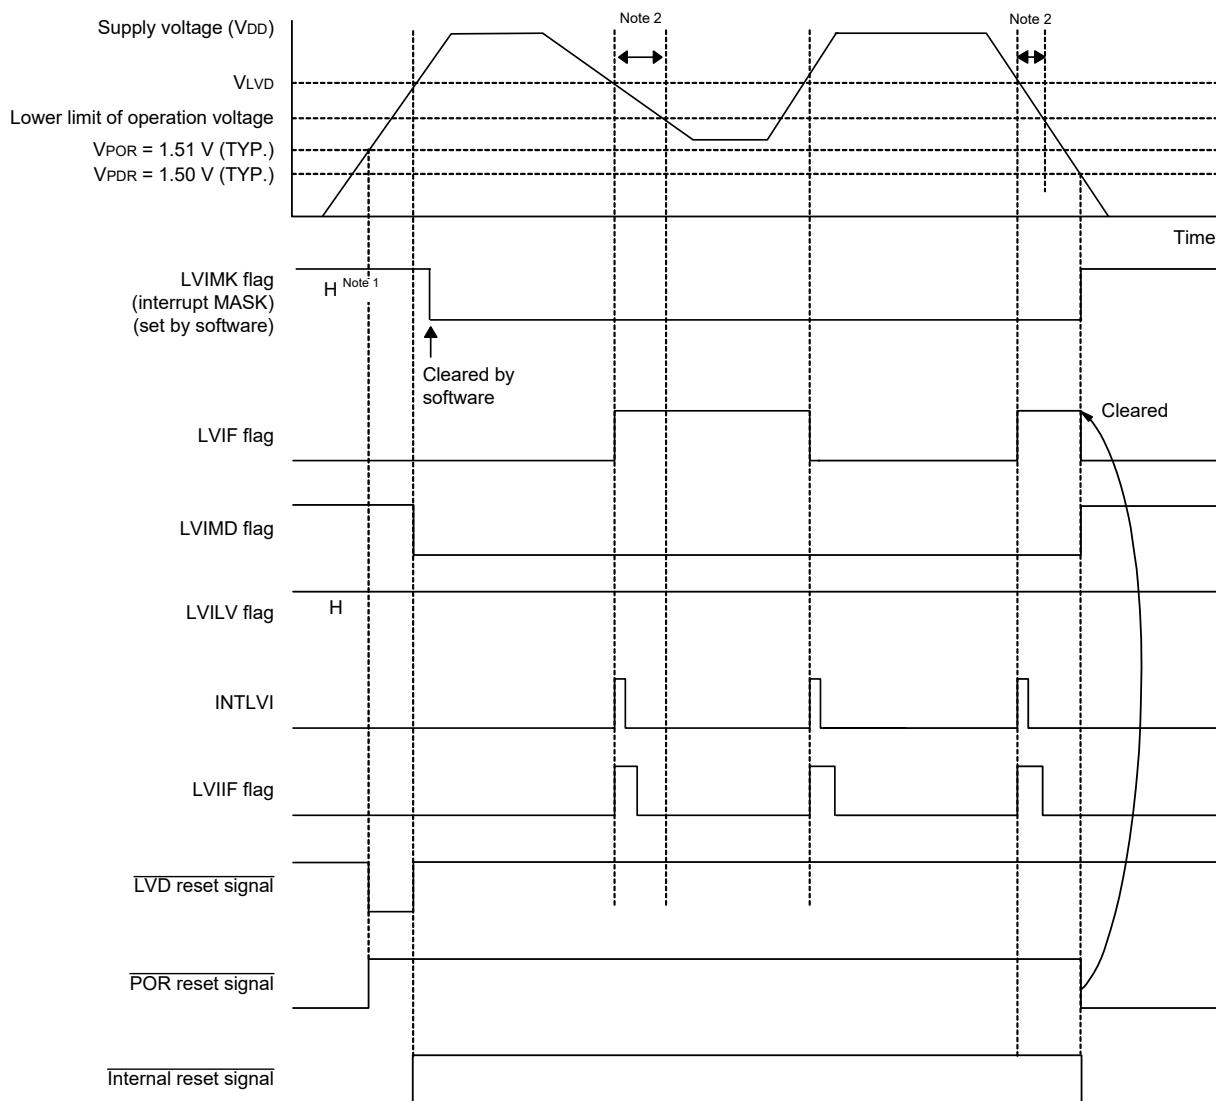 Note 2
Note 2
Supply voltage (VDD)
VLVD
Lower limit of operation voltage
VPOR = 1.51 V (TYP.)
VPDR = 1.50 V (TYP.)
Time
LVIMK flag
(interrupt MASK)
(set by software)
H Note 1
Cleared by
software
LVIF flag
Cleared
LVIMD flag
LVILV flag
H
INTLVI
LVIIF flag
LVD reset signal
POR reset signal
Internal reset signal